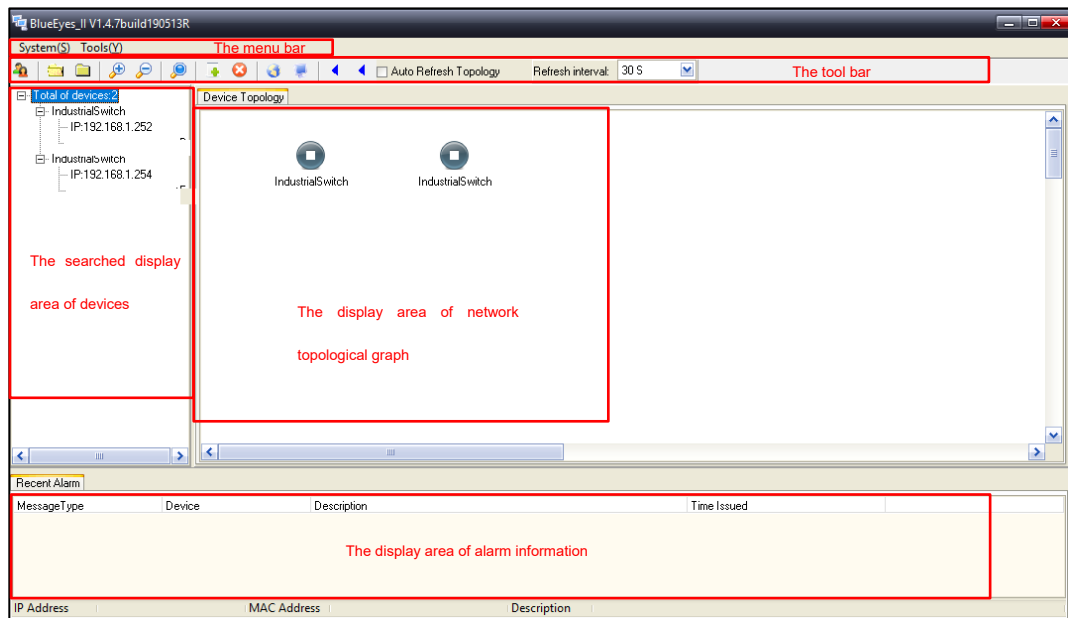 BlueEyes_II V1.4.7build190513R
System(S) Tools(Y) The menu bar
Auto Refresh Topology Refresh interval: 30 S The tool bar
Total of devices:2
IndustrialSwitch
IP:192.168.1.252
IndustrialSwitch
IP:192.168.1.254
The searched display
area of devices
Device Topology
IndustrialSwitch IndustrialSwitch
The display area of network
topological graph
Recent Alarm
MessageType Device Description Time Issued
The display area of alarm information
IP Address MAC Address Description